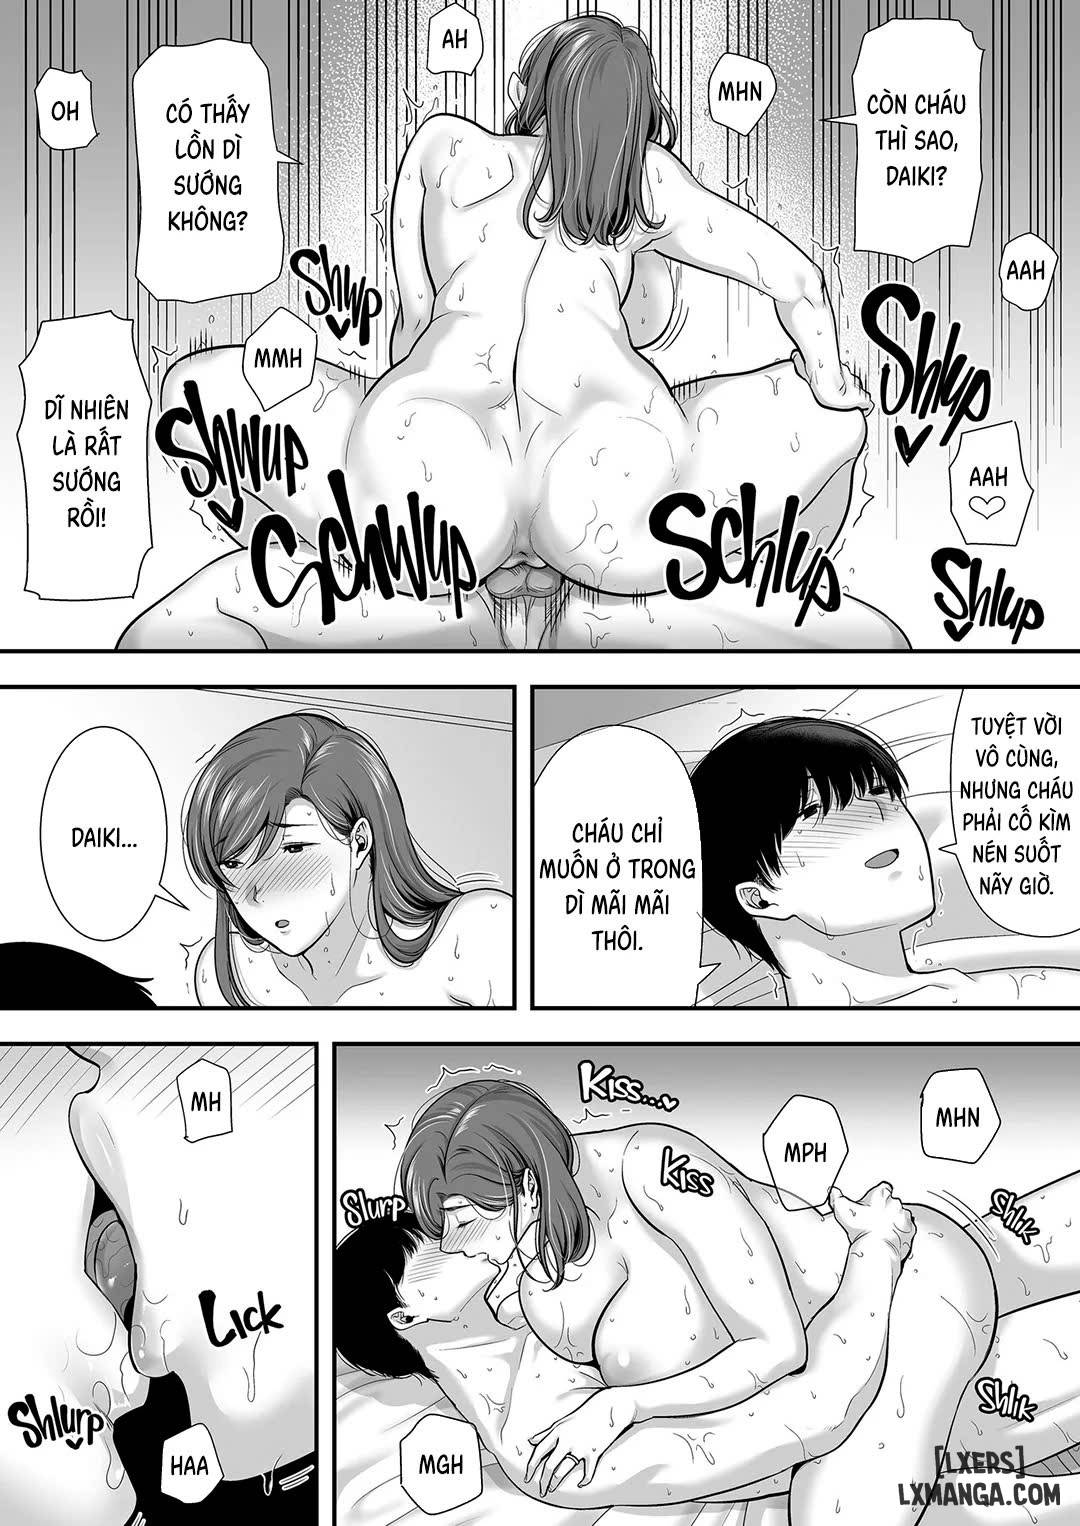 CÒN CHÁU
THÌ SAO,
DAIKI?
MHN
AH
CÓ THẤY
LỒN DÌ
SƯỚNG
KHÔNG?
OH
AAH
Shwp
Shlup
MMH
Shwup
DĨ NHIÊN
LÀ RẤT
SƯỚNG
RỒI!
AAH
Schwup
Schlup
Shlup
TUYỆT VỜI
VÔ CÙNG,
NHƯNG CHÁU
PHẢI CỐ KÌM
NÉN SUỐT
NÃY GIỜ.
CHÁU CHỈ
MUỐN Ở TRONG
DÌ MÃI MÃI
THÔI.
DAIKI...
MHN
KISS...
MPH
KISS
Slurp
Shlik
Shlik
MGH
MH
LICK
Shlurp
HAA
[LXERS]
LXMANGA.COM